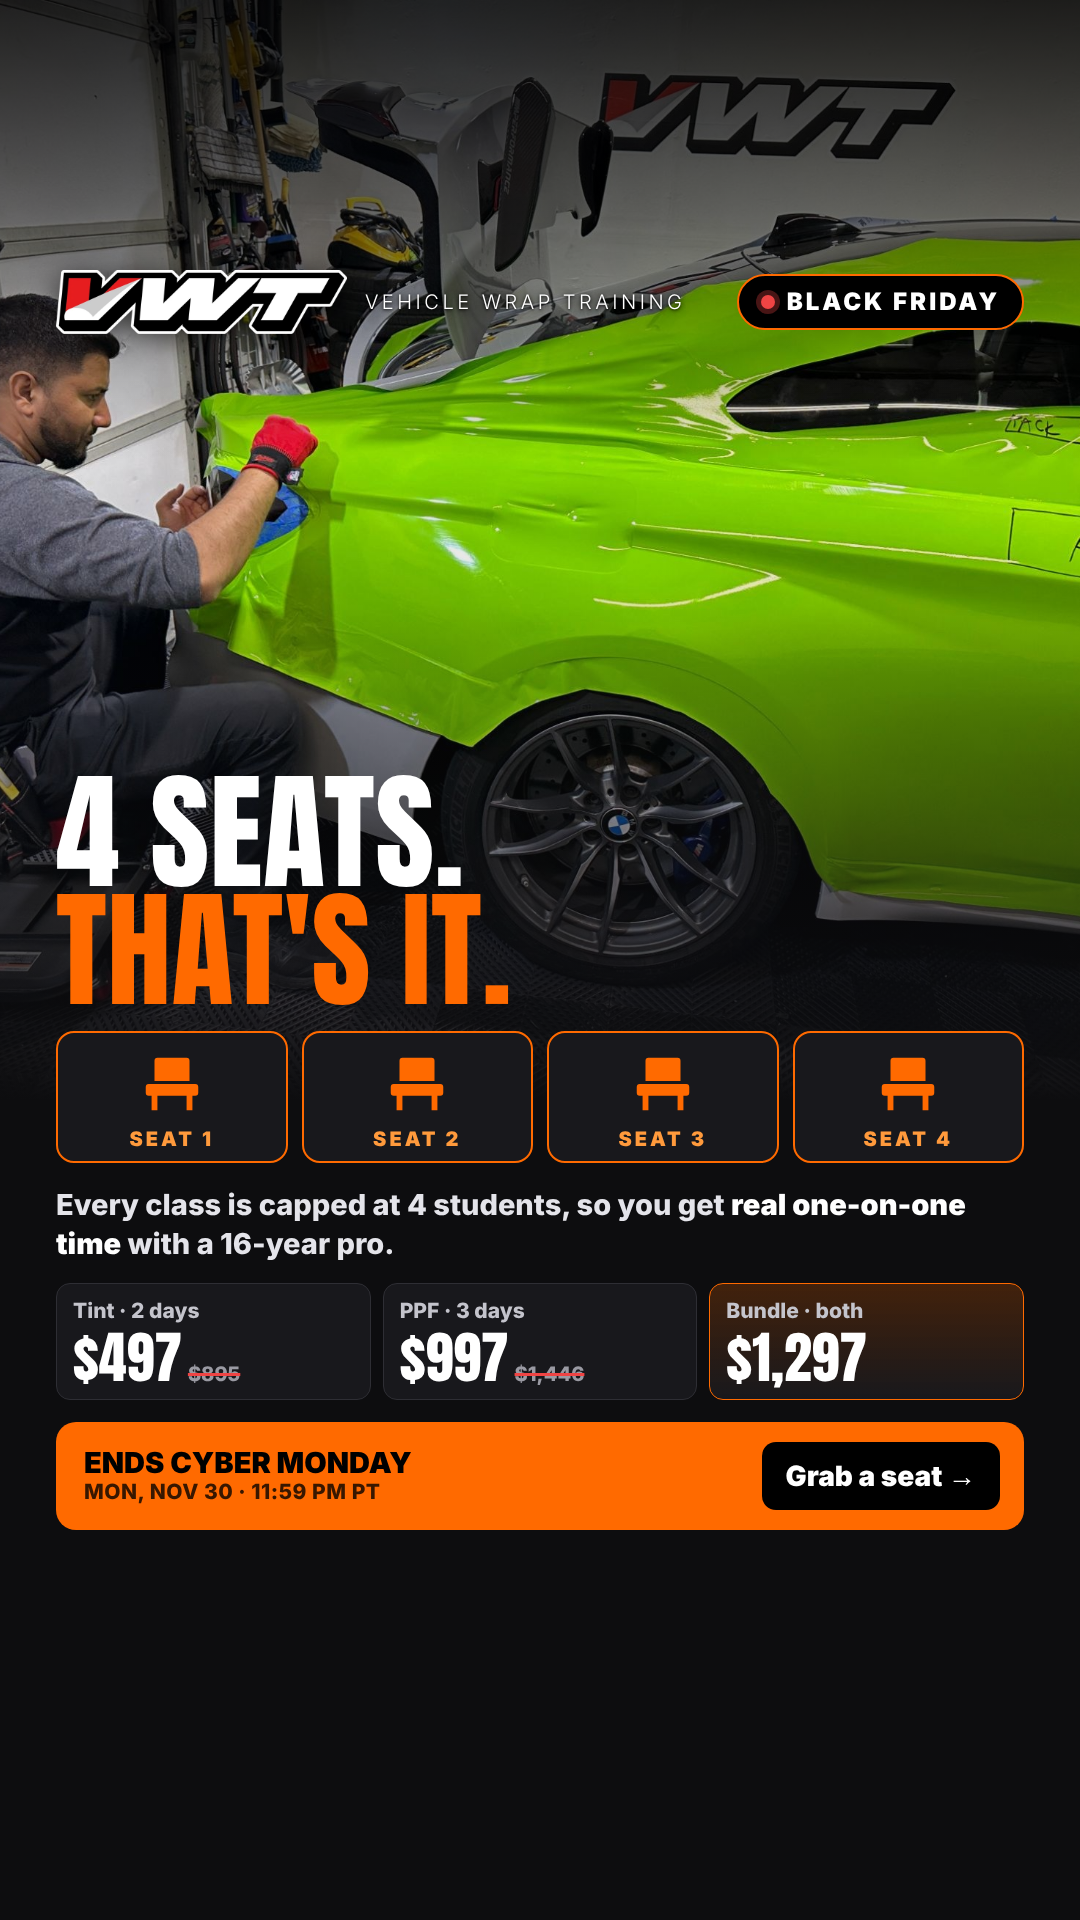 VWT
VWT
VEHICLE WRAP TRAINING
BLACK FRIDAY
TACK
4 SEATS.
THAT'S IT.
SEAT 1
SEAT 2
SEAT 3
SEAT 4
Every class is capped at 4 students, so you get real one-on-one
time with a 16-year pro.
Tint · 2 days
$497 $895
PPF · 3 days
$997 $1,446
Bundle · both
$1,297
ENDS CYBER MONDAY
MON, NOV 30 · 11:59 PM PT
Grab a seat →